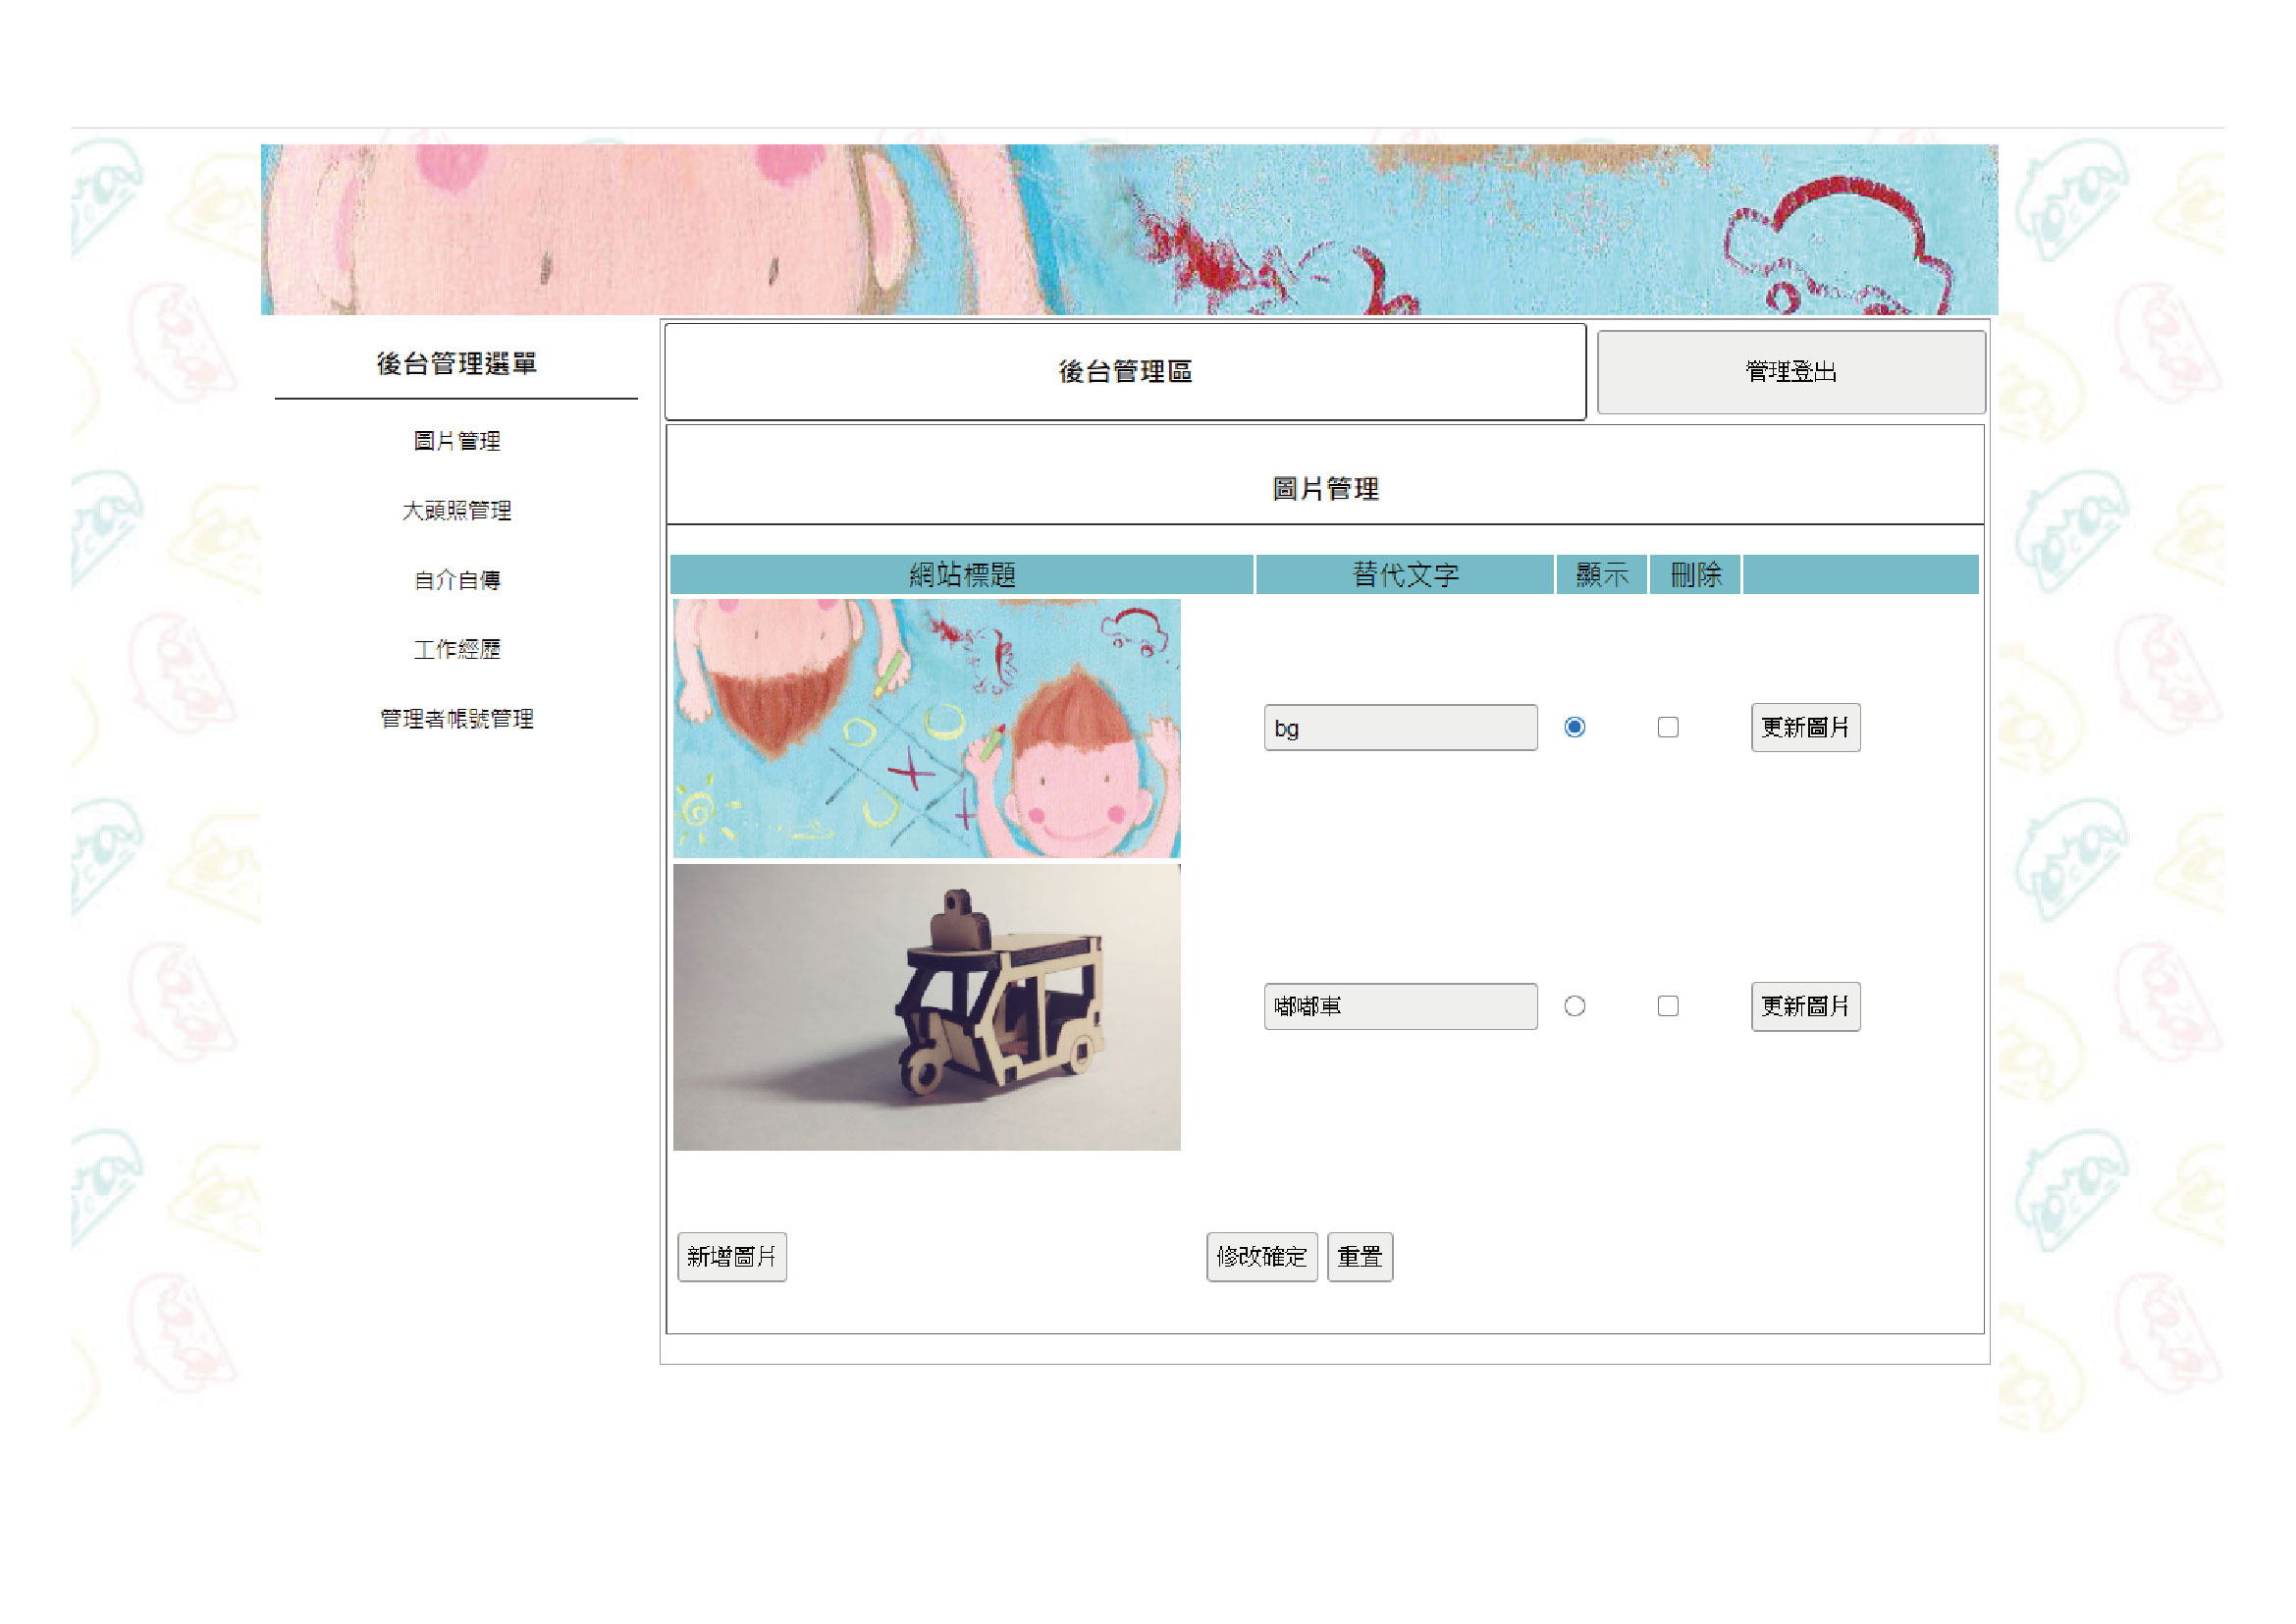 後台管理選單
圖片管理
大頭照管理
自介自傳
工作經歷
管理者帳號管理
後台管理區
管理登出
圖片管理
網站標題 替代文字 顯示 刪除
bg 更新圖片
嘟嘟車 更新圖片
新增圖片 修改確定 重置